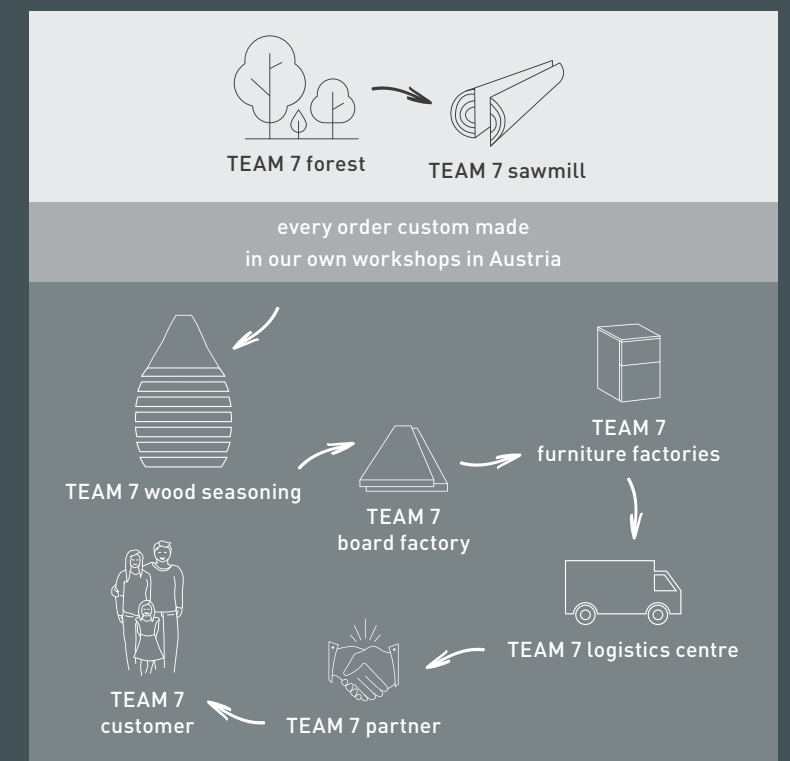 TEAM 7 forest
TEAM 7 sawmill
every order custom made
in our own workshops in Austria
TEAM 7 wood seasoning
TEAM 7
board factory
TEAM 7
furniture factories
TEAM 7 logistics centre
TEAM 7 partner
TEAM 7
customer